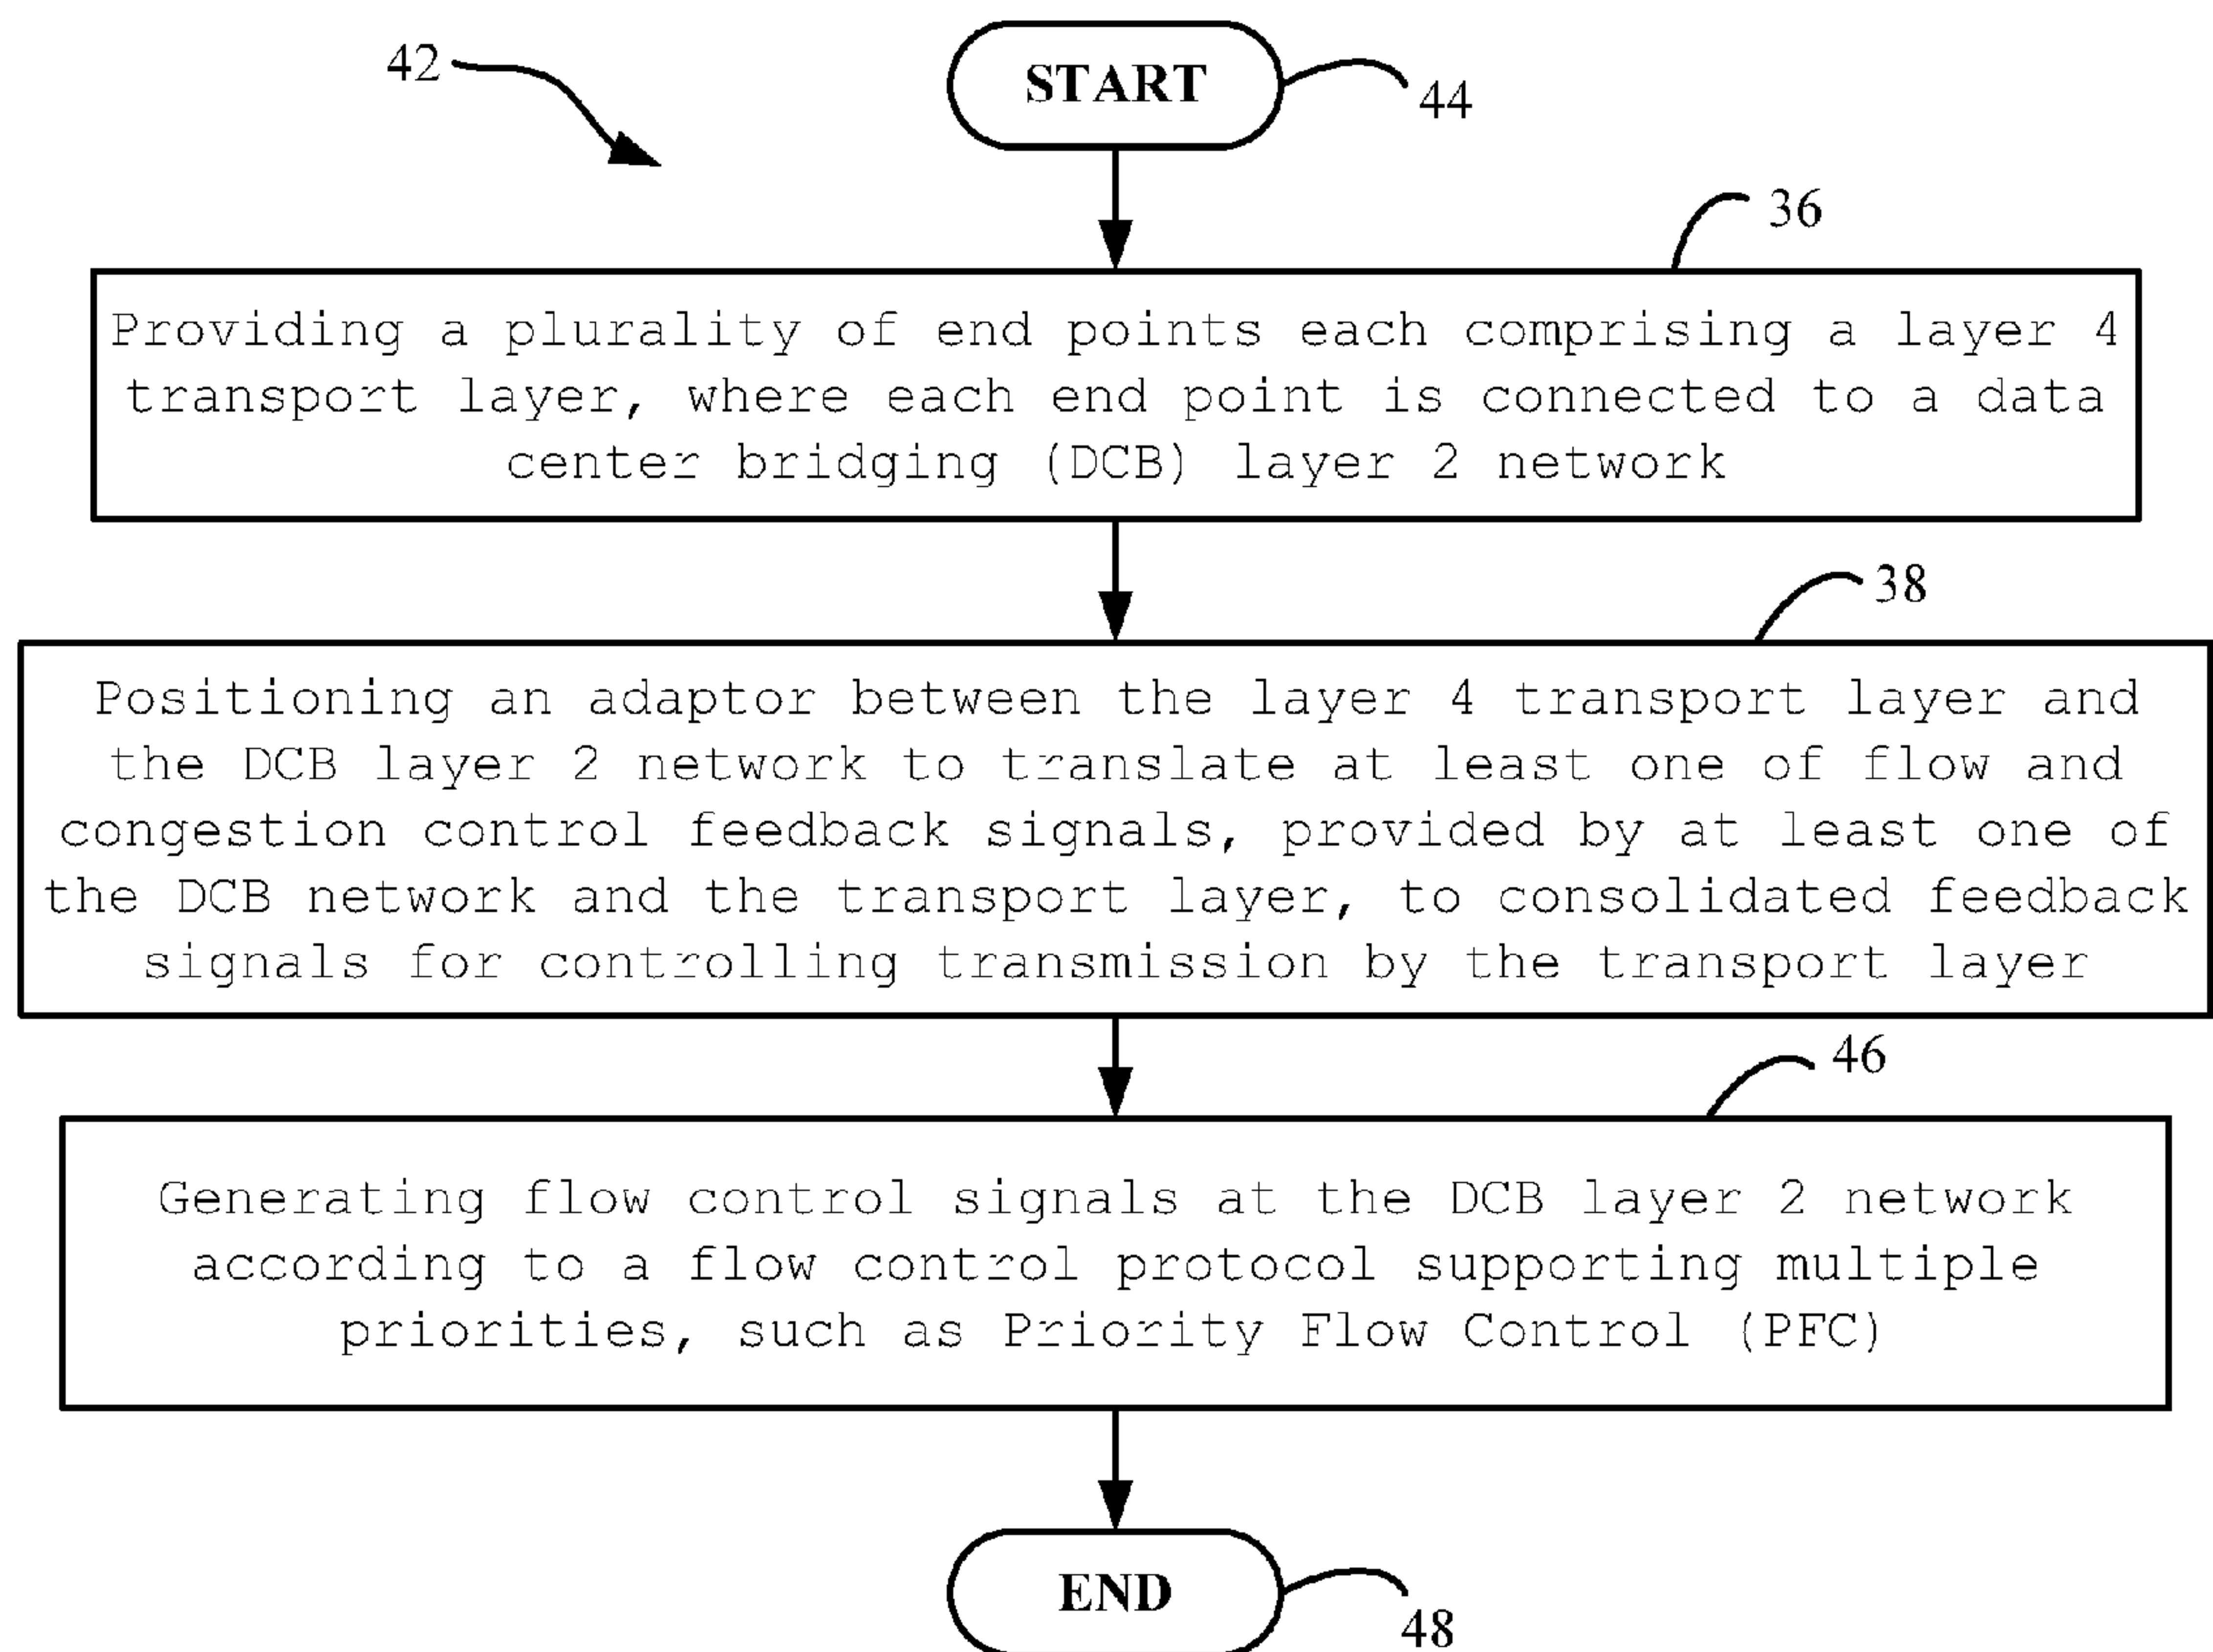 42
START
44
36
Providing a plurality of end points each comprising a layer 4
transport layer, where each end point is connected to a data
center bridging (DCB) layer 2 network
38
Positioning an adaptor between the layer 4 transport layer and
the DCB layer 2 network to translate at least one of flow and
congestion control feedback signals, provided by at least one of
the DCB network and the transport layer, to consolidated feedback
signals for controlling transmission by the transport layer
46
Generating flow control signals at the DCB layer 2 network
according to a flow control protocol supporting multiple
priorities, such as Priority Flow Control (PFC)
END
48